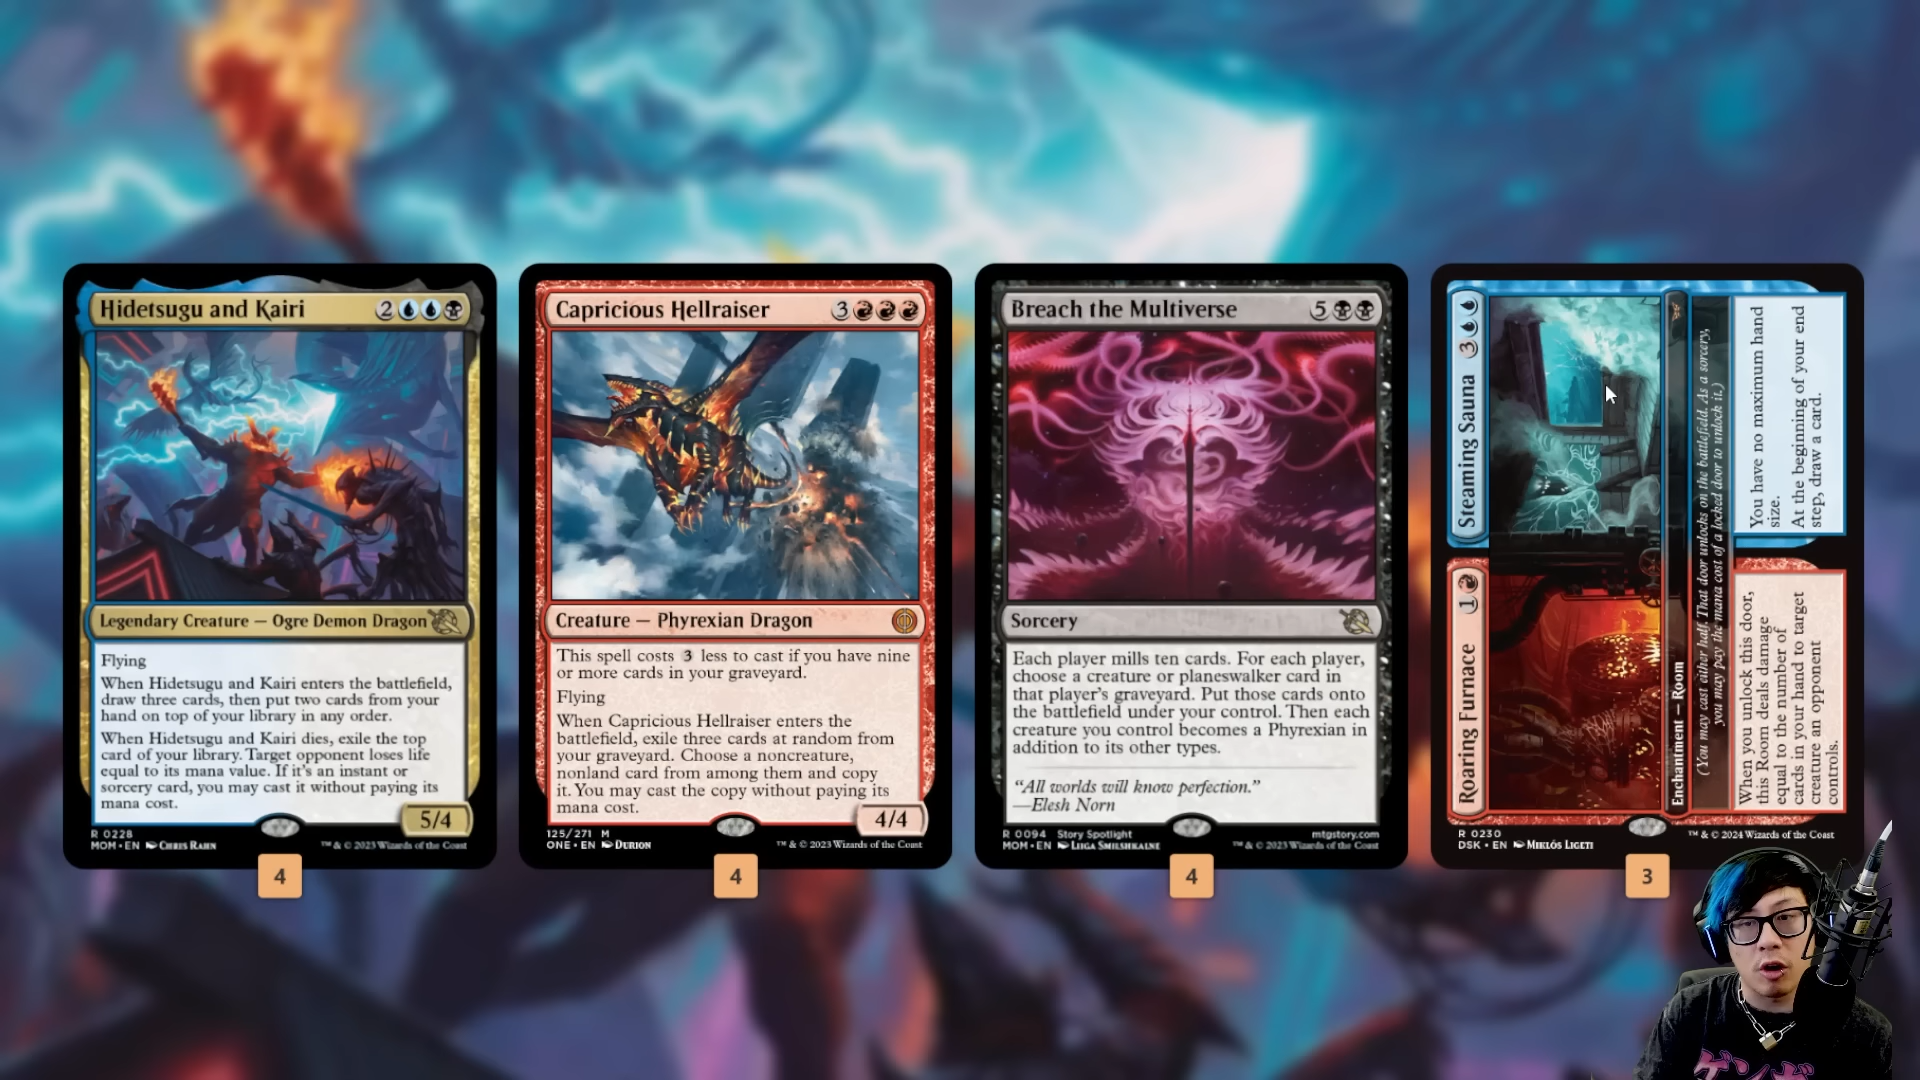 Hidetsugu and Kairi 2
Legendary Creature — Ogre Demon Dragon
Flying
When Hidetsugu and Kairi enters the battlefield,
draw three cards, then put two cards from your
hand on top of your library in any order.
When Hidetsugu and Kairi dies, exile the top
card of your library. Target opponent loses life
equal to its mana value. If it's an instant or
sorcery card, you may cast it without paying its
mana cost.
5/4
R 0228
MOM • EN Chris Rahn
™ & © 2023 Wizards of the Coast
4
Capricious Hellraiser 3
Creature — Phyrexian Dragon
This spell costs 3 less to cast if you have nine
or more cards in your graveyard.
Flying
When Capricious Hellraiser enters the
battlefield, exile three cards at random from
your graveyard. Choose a noncreature,
nonland card from among them and copy
it. You may cast the copy without paying its
mana cost.
4/4
125/271 M
ONE • EN Durion
™ & © 2023 Wizards of the Coast
4
Breach the Multiverse 5
Sorcery
Each player mills ten cards. For each player,
choose a creature or planeswalker card in
that player's graveyard. Put those cards onto
the battlefield under your control. Then each
creature you control becomes a Phyrexian in
addition to its other types.
"All worlds will know perfection."
—Elesh Norn
R 0094 Story Spotlight
mtgstory.com
MOM • EN Liiga Smilshkalne
™ & © 2023 Wizards of the Coast
4
Roaring Furnace 1
When you unlock this door,
this Room deals damage
equal to the number of
cards in your hand to target
creature an opponent
controls.
Steaming Sauna 3
You have no maximum hand
size.
At the beginning of your end
step, draw a card.
Enchantment — Room
(You may cast either half. That door unlocks on the battlefield. As a sorcery,
you may pay the mana cost of a locked door to unlock it.)
R 0230
DSK • EN Miklós Ligeti
™ & © 2024 Wizards of the Coast
3